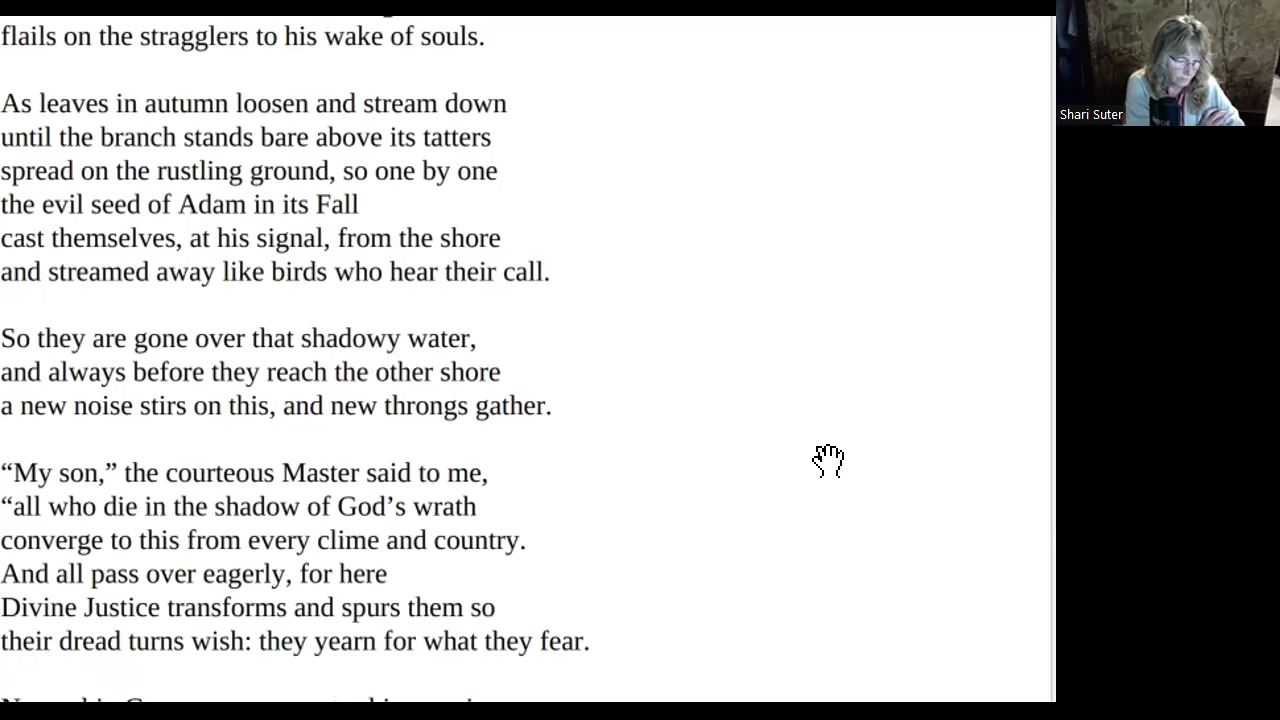 flails on the stragglers to his wake of souls.
As leaves in autumn loosen and stream down
until the branch stands bare above its tatters
spread on the rustling ground, so one by one
the evil seed of Adam in its Fall
cast themselves, at his signal, from the shore
and streamed away like birds who hear their call.
So they are gone over that shadowy water,
and always before they reach the other shore
a new noise stirs on this, and new throngs gather.
“My son,” the courteous Master said to me,
“all who die in the shadow of God’s wrath
converge to this from every clime and country.
And all pass over eagerly, for here
Divine Justice transforms and spurs them so
their dread turns wish: they yearn for what they fear.
Shari Suter